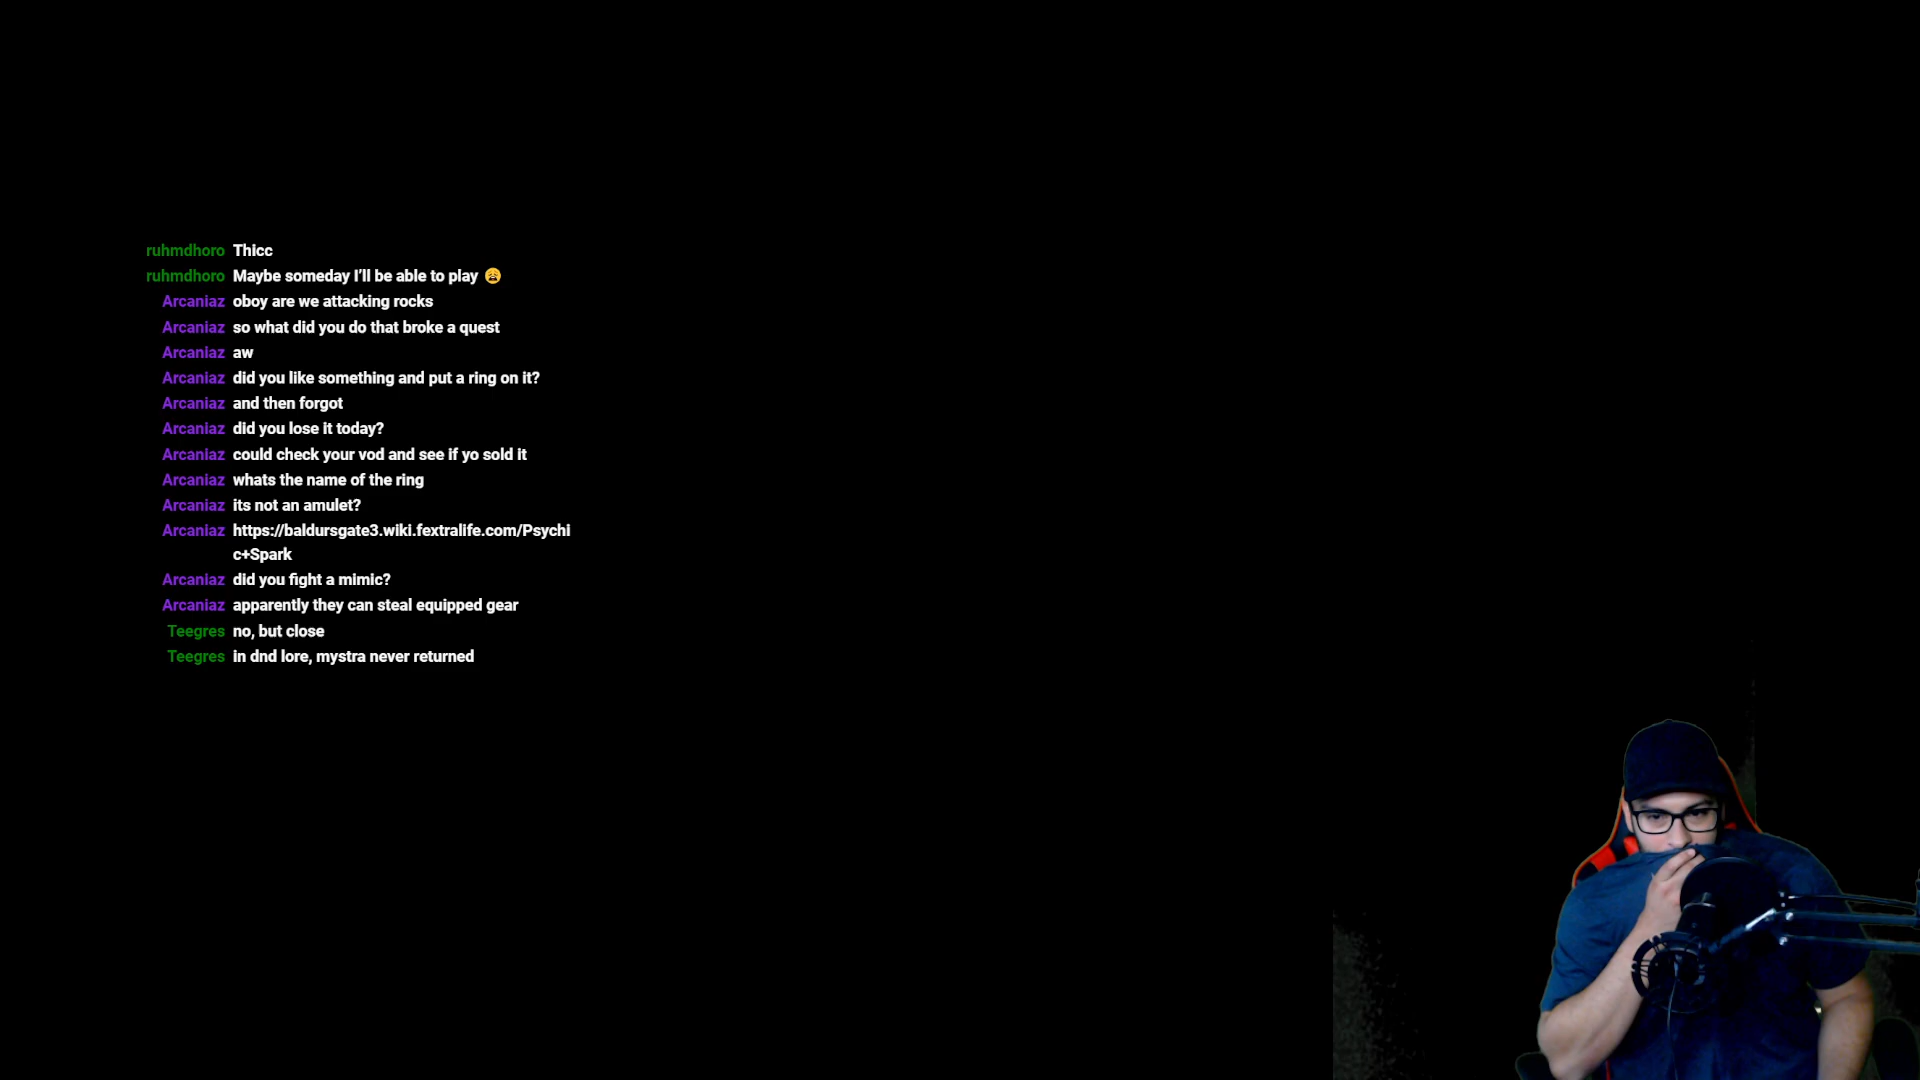 ruhmdhoro Thicc
ruhmdhoro Maybe someday I'll be able to play 😩
Arcaniaz oboy are we attacking rocks
Arcaniaz so what did you do that broke a quest
Arcaniaz aw
Arcaniaz did you like something and put a ring on it?
Arcaniaz and then forgot
Arcaniaz did you lose it today?
Arcaniaz could check your vod and see if yo sold it
Arcaniaz whats the name of the ring
Arcaniaz its not an amulet?
Arcaniaz https://baldursgate3.wiki.fextralife.com/Psychi
c+Spark
Arcaniaz did you fight a mimic?
Arcaniaz apparently they can steal equipped gear
Teegres no, but close
Teegres in dnd lore, mystra never returned